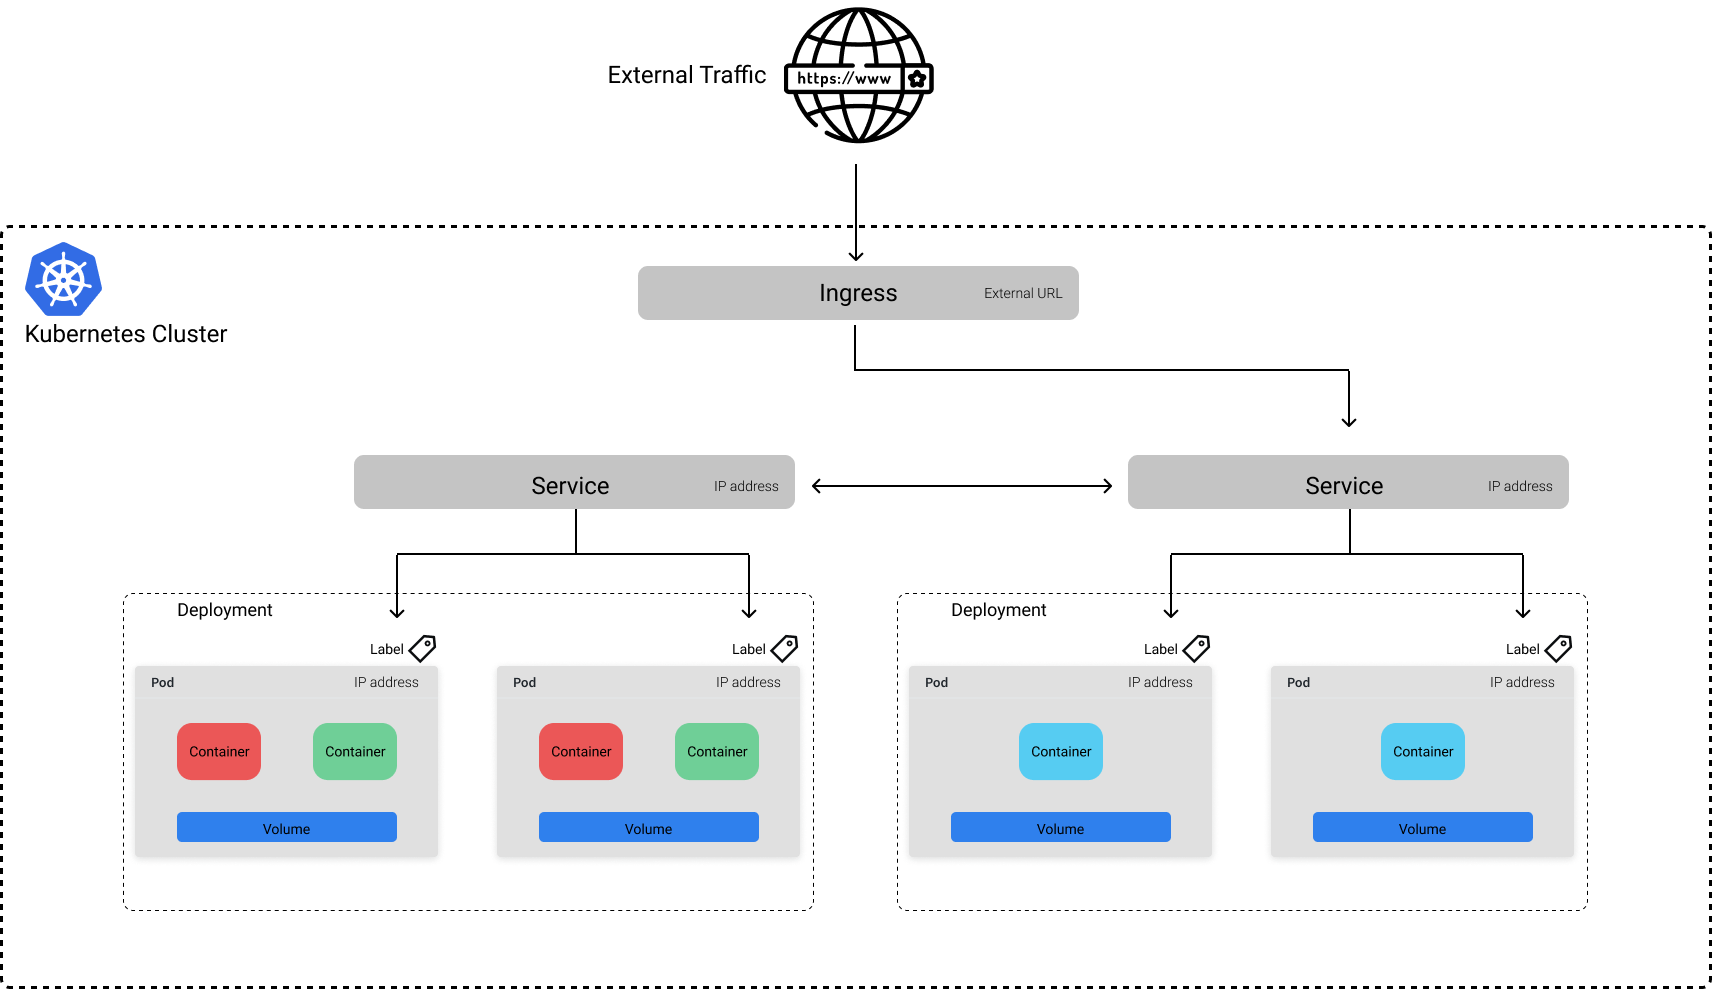 External Traffic
https://www
Ingress
External URL
Kubernetes Cluster
Service
IP address
Service
IP address
Deployment
Deployment
Label
Label
Label
Label
Pod
IP address
Pod
IP address
Pod
IP address
Pod
IP address
Container
Container
Container
Container
Container
Container
Volume
Volume
Volume
Volume